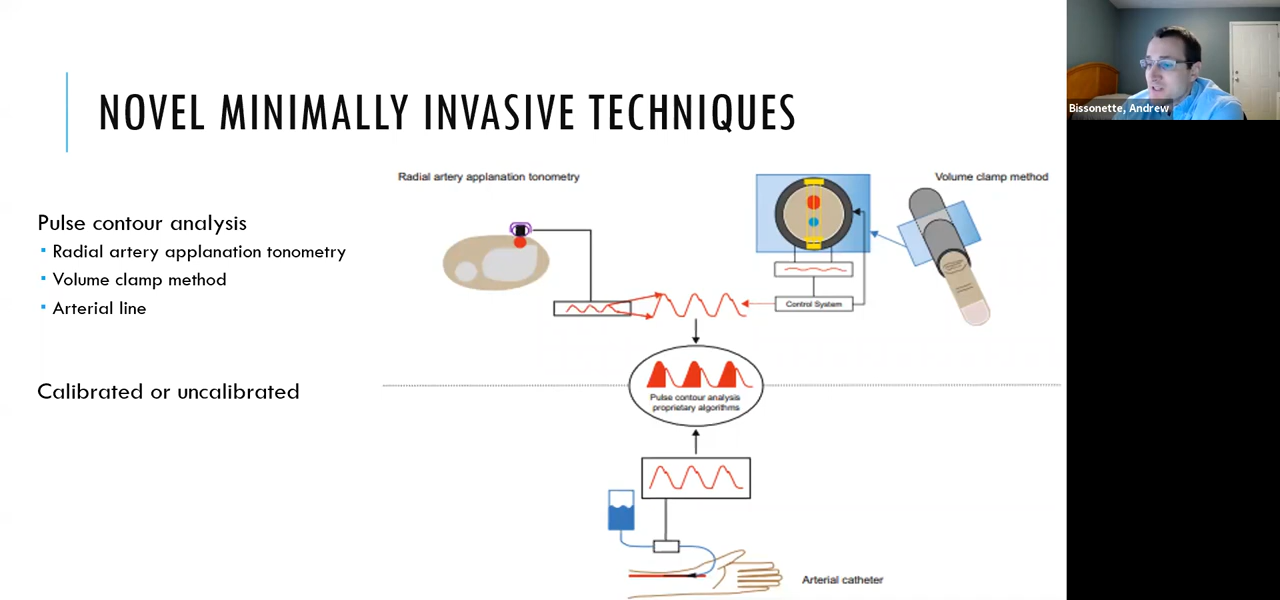 NOVEL MINIMALLY INVASIVE TECHNIQUES
Pulse contour analysis
Radial artery applanation tonometry
Volume clamp method
Arterial line
Calibrated or uncalibrated
Radial artery applanation tonometry
Volume clamp method
Control System
Pulse contour analysis
proprietary algorithms
Arterial catheter
Bissonette, Andrew